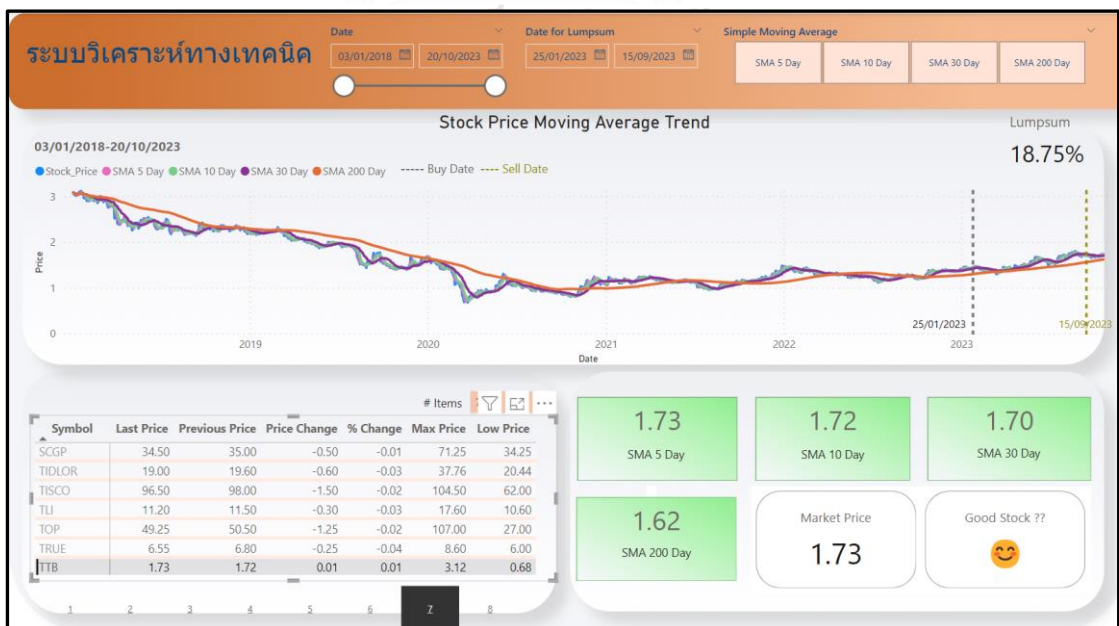 ระบบวิเคราะห์ทางเทคนิค
Date
03/01/2018 20/10/2023
Date for Lumpsum
25/01/2023 15/09/2023
Simple Moving Average
SMA 5 Day SMA 10 Day SMA 30 Day SMA 200 Day
Stock Price Moving Average Trend
Lumpsum
18.75%
03/01/2018-20/10/2023
Stock_Price SMA 5 Day SMA 10 Day SMA 30 Day SMA 200 Day Buy Date Sell Date
3
2
1
0
Price
25/01/2023 15/09/2023
2019 2020 2021 2022 2023
Date
# Items
Symbol Last Price Previous Price Price Change % Change Max Price Low Price
SCGP 34.50 35.00 -0.50 -0.01 71.25 34.25
TIDLOR 19.00 19.60 -0.60 -0.03 37.76 20.44
TISCO 96.50 98.00 -1.50 -0.02 104.50 62.00
TLI 11.20 11.50 -0.30 -0.03 17.60 10.60
TOP 49.25 50.50 -1.25 -0.02 107.00 27.00
TRUE 6.55 6.80 -0.25 -0.04 8.60 6.00
TTB 1.73 1.72 0.01 0.01 3.12 0.68
1 2 3 4 5 6 7 8
1.73
SMA 5 Day
1.72
SMA 10 Day
1.70
SMA 30 Day
1.62
SMA 200 Day
Market Price
1.73
Good Stock ??